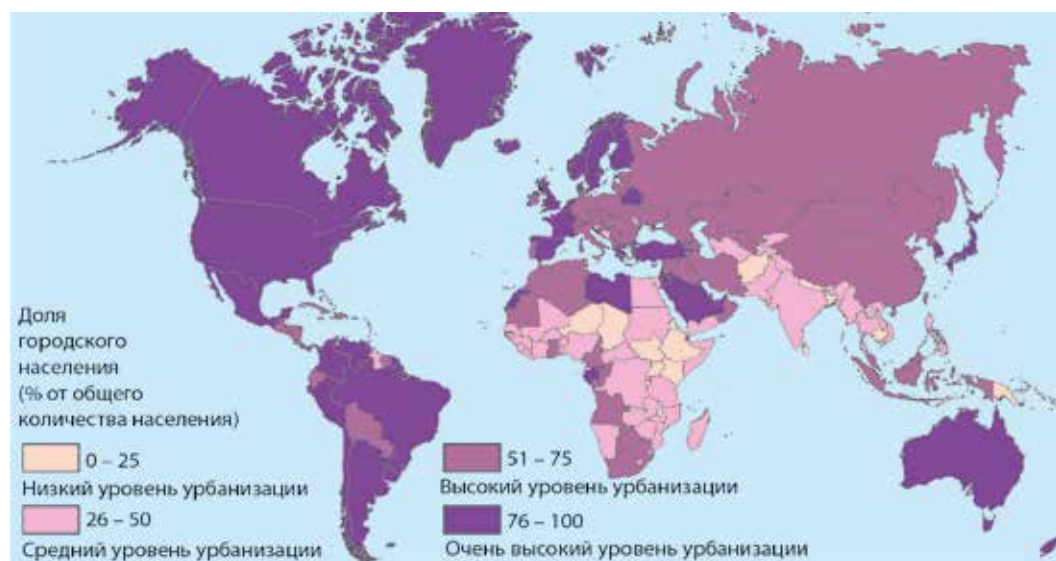 Доля
городского
населения
(% от общего
количества населения)
0 – 25
Низкий уровень урбанизации
26 – 50
Средний уровень урбанизации
51 – 75
Высокий уровень урбанизации
76 – 100
Очень высокий уровень урбанизации